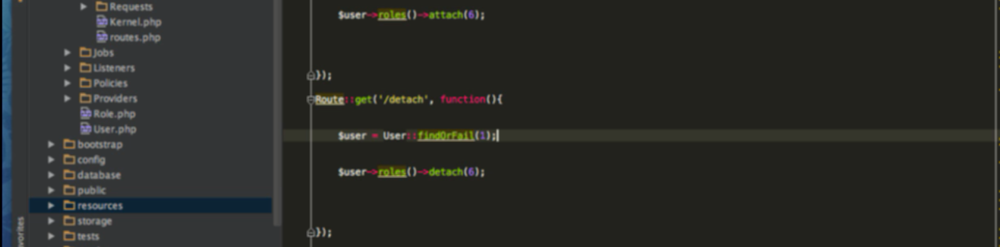 Requests
Kernel.php
routes.php
Jobs
Listeners
Policies
Providers
Role.php
User.php
bootstrap
config
database
public
resources
storage
tests
vorites
$user->roles()->attach(6);
});
Route::get('/detach', function(){
$user = User::findOrFail(1);
$user->roles()->detach(6);
});